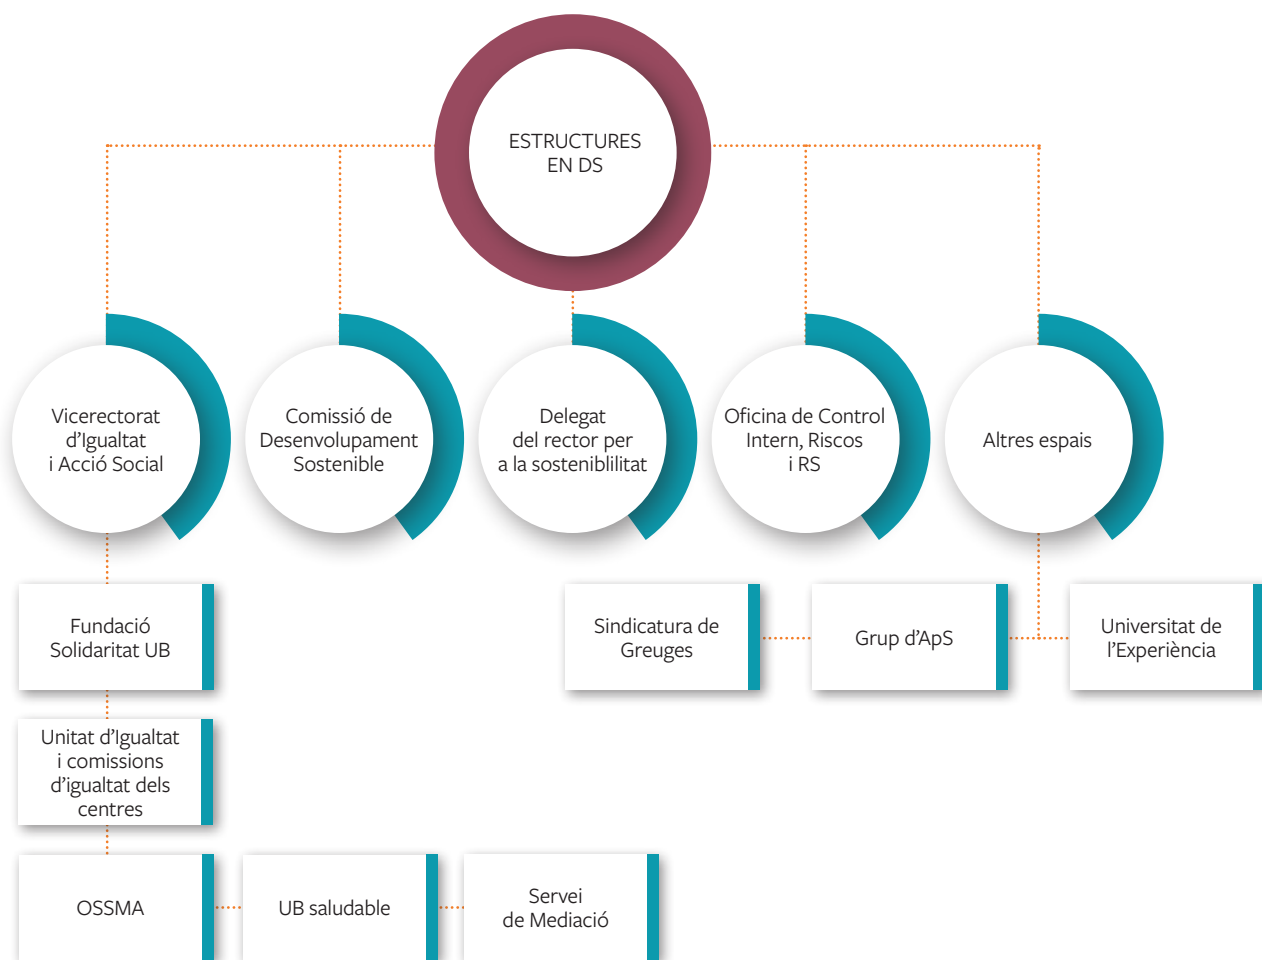 ESTRUCTURES
EN DS
Vicerectorat
d'Igualtat
i Acció Social
Comissió de
Desenvolupament
Sostenible
Delegat
del rector per
a la sosteniblilitat
Oficina de Control
Intern, Riscos
i RS
Altres espais
Fundació
Solidaritat UB
Sindicatura de
Greuges
Grup d'ApS
Universitat de
l'Experiència
Unitat d'Igualtat
i comissions
d'igualtat dels
centres
OSSMA
UB saludable
Servei
de Mediació